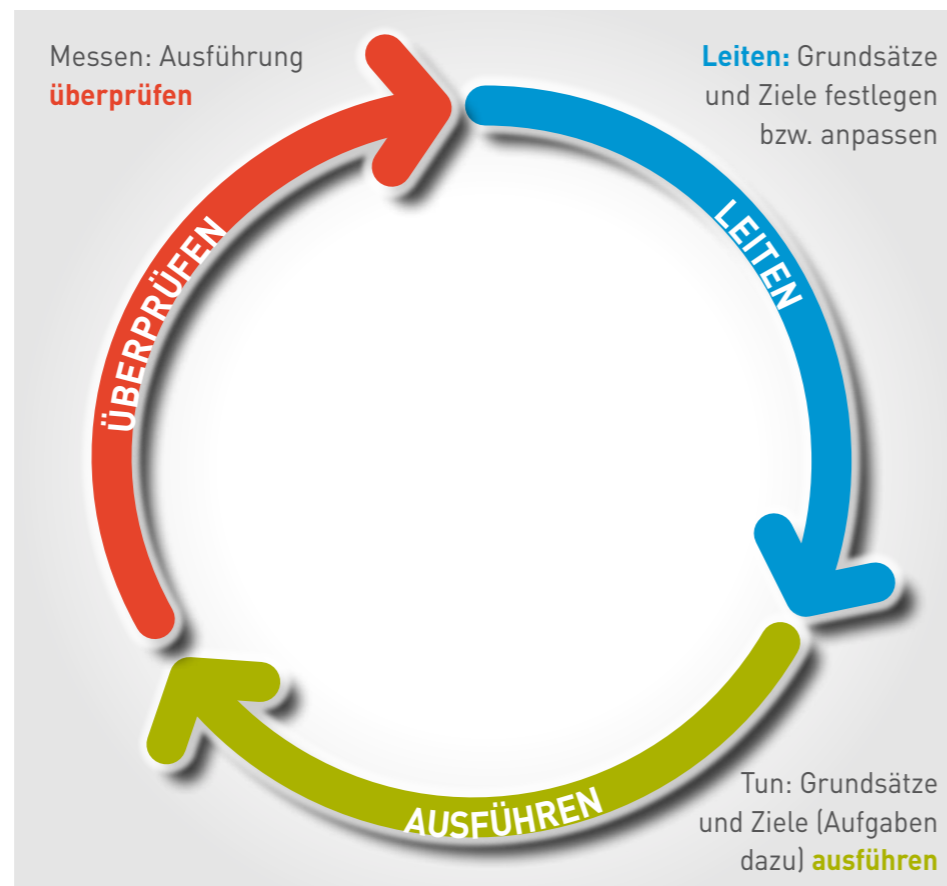 Messen: Ausführung
überprüfen
Leiten: Grundsätze
und Ziele festlegen
bzw. anpassen
ÜBERPRÜFEN
LEITEN
AUSFÜHREN
Tun: Grundsätze
und Ziele (Aufgaben
dazu) ausführen